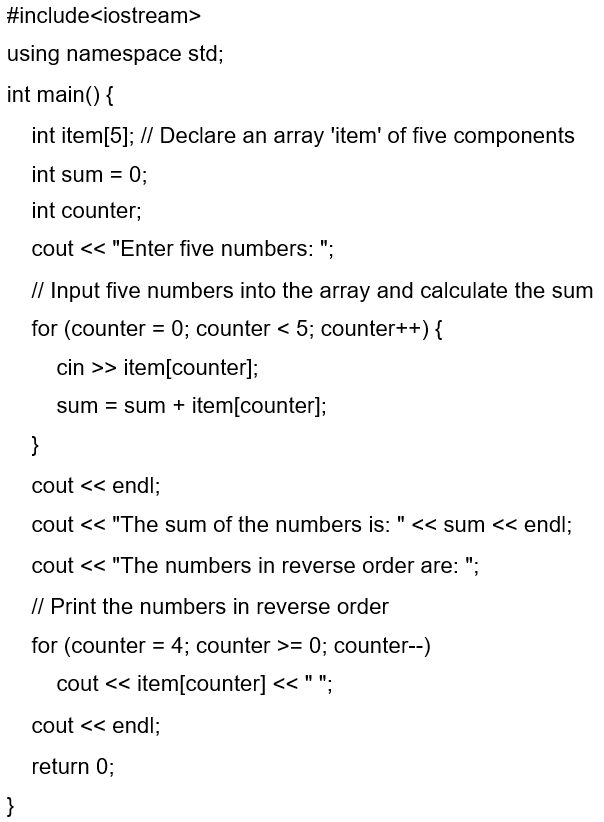 #include<iostream>
using namespace std;
int main() {
int item[5]; // Declare an array 'item' of five components
int sum = 0;
int counter;
cout << "Enter five numbers: ";
// Input five numbers into the array and calculate the sum
for (counter = 0; counter < 5; counter++) {
cin >> item[counter];
sum = sum + item[counter];
}
cout << endl;
cout << "The sum of the numbers is: " << sum << endl;
cout << "The numbers in reverse order are: ";
// Print the numbers in reverse order
for (counter = 4; counter >= 0; counter--)
cout << item[counter] << " ";
cout << endl;
return 0;
}